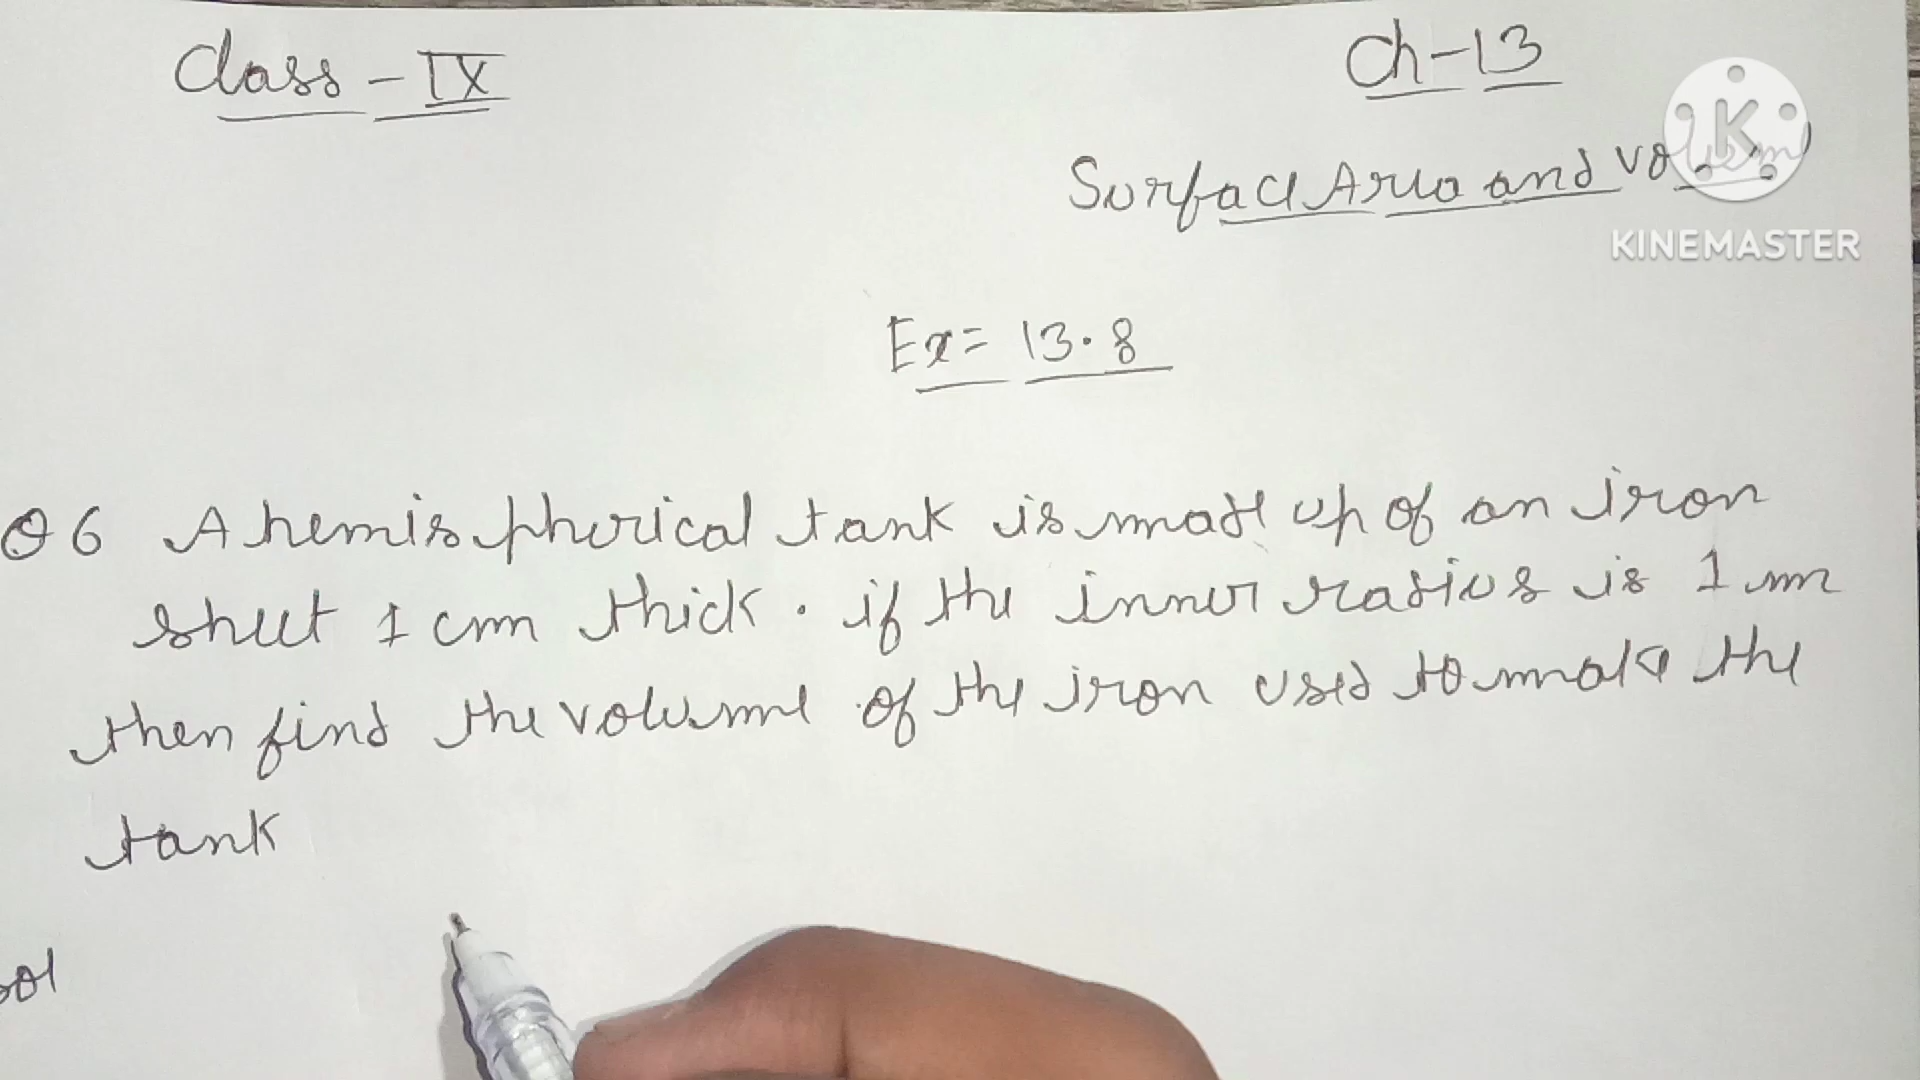 Class - IX
Ch-13
Surface Area and Volume
KINEMASTER
Ex = 13.8
Q6 A hemispherical tank is made up of an iron
sheet 1 cm thick. if the inner radius is 1 m
then find the volume of the iron used to make the
tank
sol